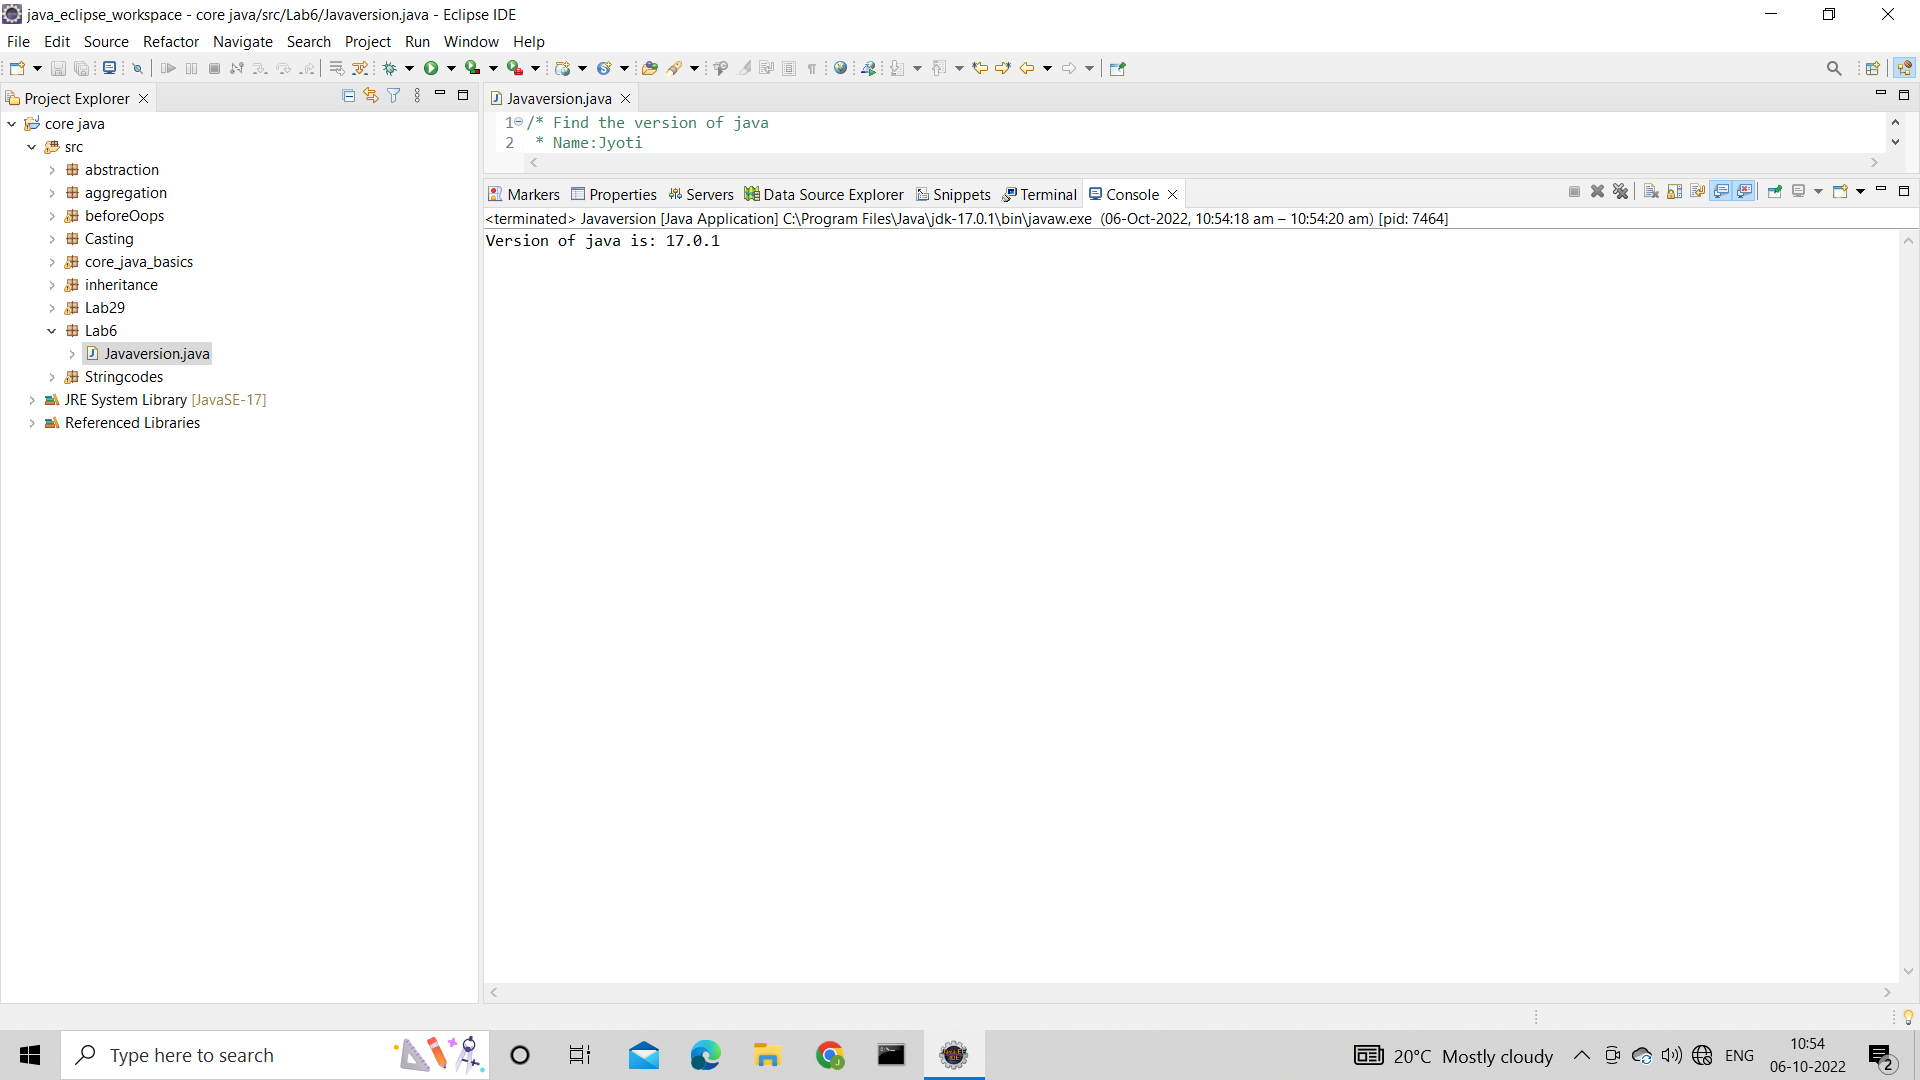 java_eclipse_workspace - core java/src/Lab6/Javaversion.java - Eclipse IDE
File Edit Source Refactor Navigate Search Project Run Window Help
Project Explorer
core java
src
abstraction
aggregation
beforeOops
Casting
core_java_basics
inheritance
Lab29
Lab6
Javaversion.java
Stringcodes
JRE System Library [JavaSE-17]
Referenced Libraries
Javaversion.java
1 /* Find the version of java
2 * Name:Jyoti
Markers Properties Servers Data Source Explorer Snippets Terminal Console
<terminated> Javaversion [Java Application] C:\Program Files\Java\jdk-17.0.1\bin\javaw.exe (06-Oct-2022, 10:54:18 am – 10:54:20 am) [pid: 7464]
Version of java is: 17.0.1
Type here to search
20°C Mostly cloudy
ENG
10:54
06-10-2022
2